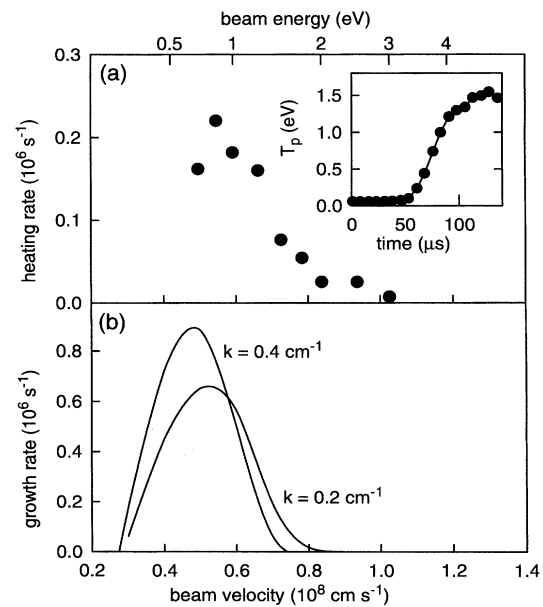 beam energy (eV)
0.5 1 2 3 4
(a)
heating rate (10⁶ s⁻¹)
0.3
0.2
0.1
0.0
Tₚ (eV)
1.5
1.0
0.5
0.0
0 50 100
time (μs)
(b)
growth rate (10⁶ s⁻¹)
0.8
0.6
0.4
0.2
0.0
k = 0.4 cm⁻¹
k = 0.2 cm⁻¹
0.2 0.4 0.6 0.8 1.0 1.2 1.4
beam velocity (10⁸ cm s⁻¹)